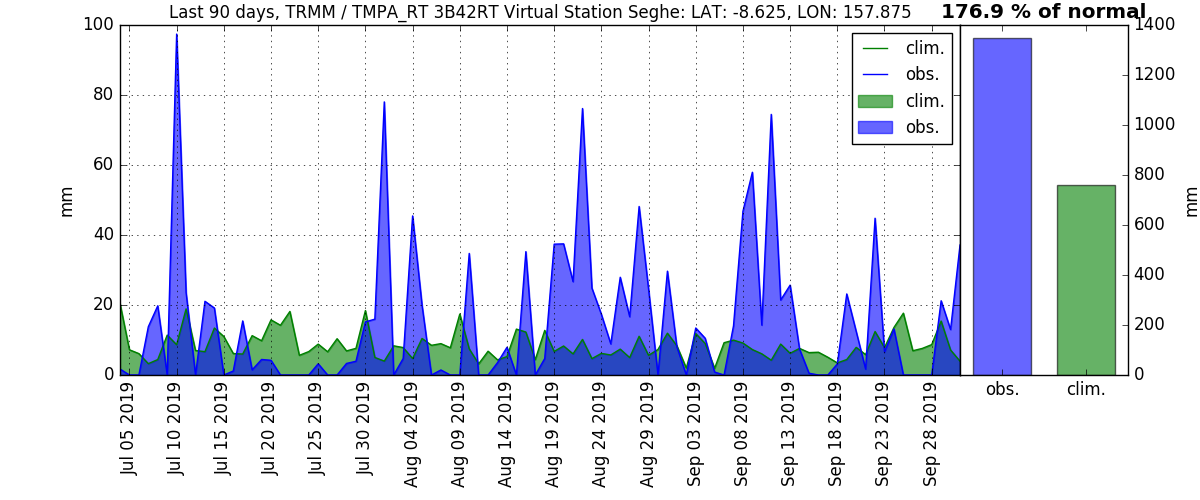 Last 90 days, TRMM / TMPA_RT 3B42RT Virtual Station Seghe: LAT: -8.625, LON: 157.875
176.9 % of normal
100
80
60
40
20
0
mm
clim.
obs.
clim.
obs.
1400
1200
1000
800
600
400
200
0
mm
obs.
clim.
Jul 05 2019
Jul 10 2019
Jul 15 2019
Jul 20 2019
Jul 25 2019
Jul 30 2019
Aug 04 2019
Aug 09 2019
Aug 14 2019
Aug 19 2019
Aug 24 2019
Aug 29 2019
Sep 03 2019
Sep 08 2019
Sep 13 2019
Sep 18 2019
Sep 23 2019
Sep 28 2019